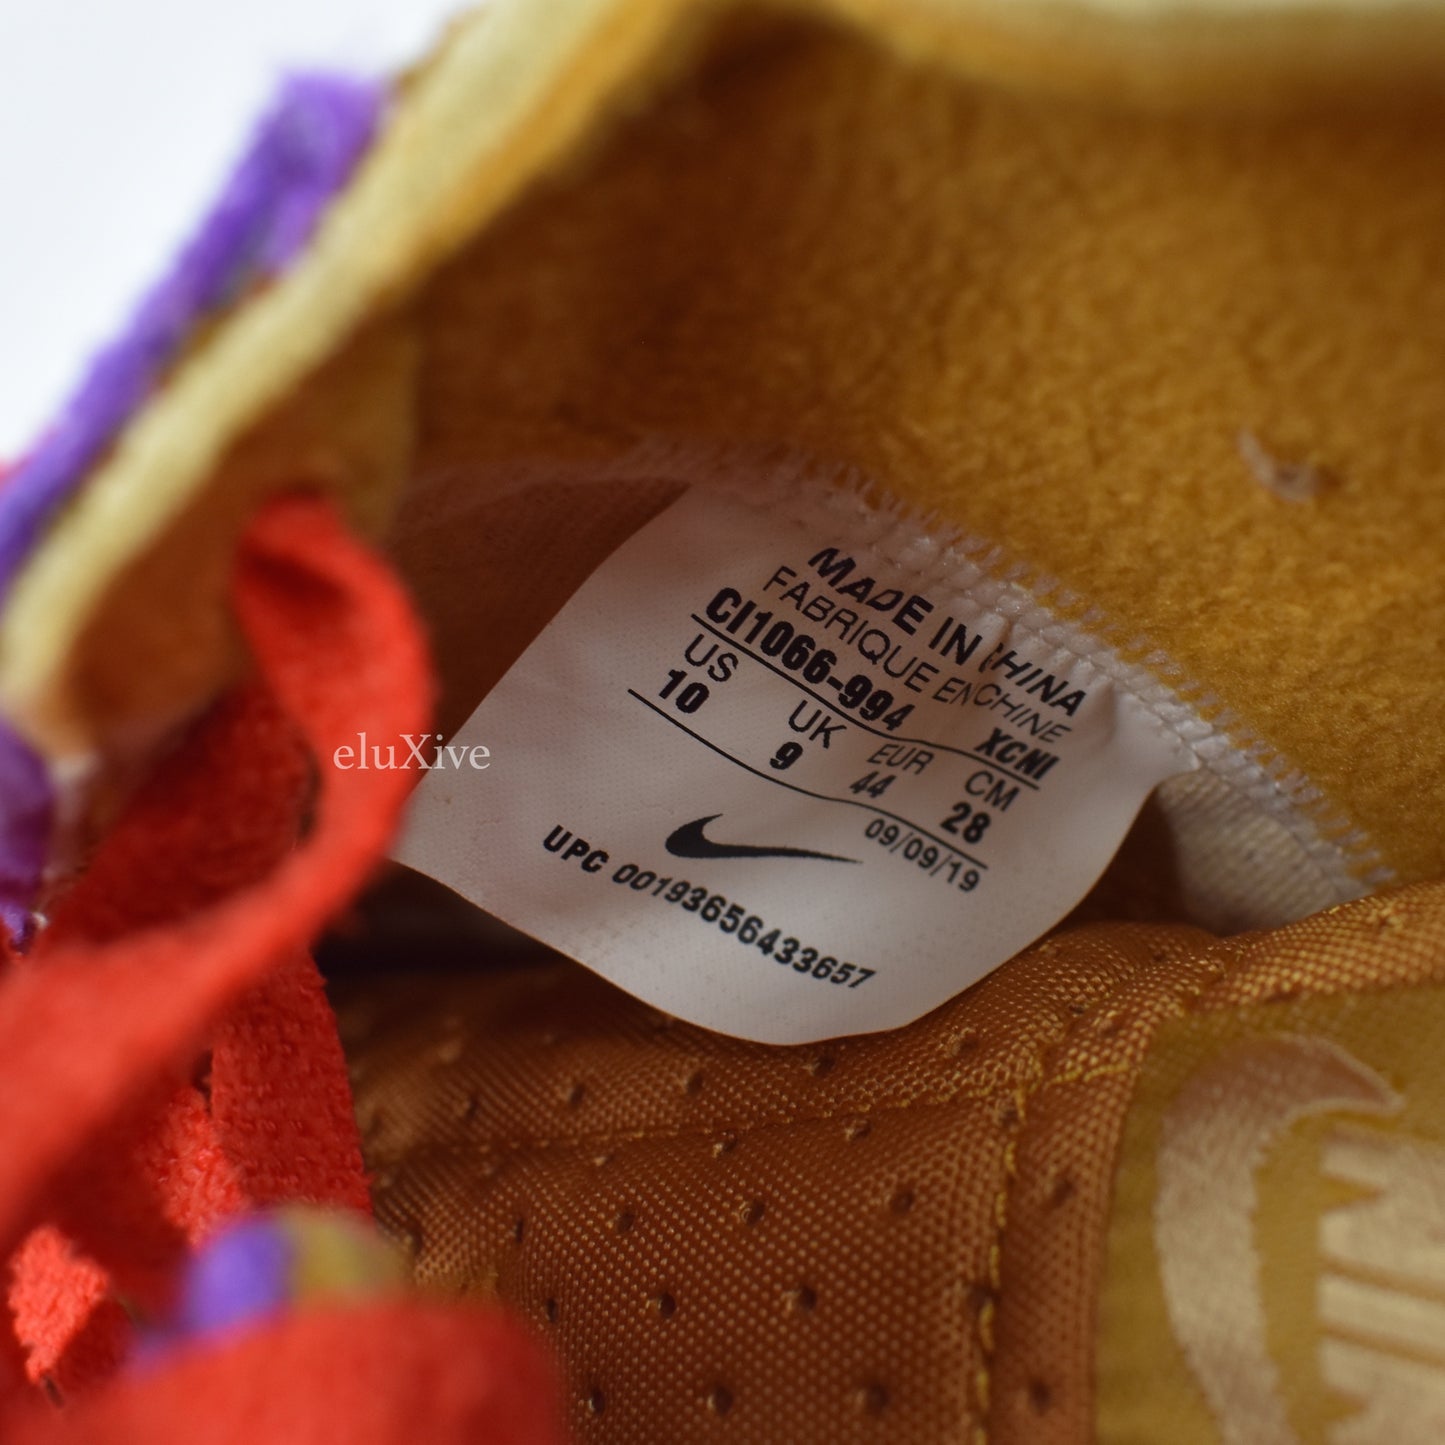 MADE IN CHINA
FABRIQUE EN CHINE
CI1066-994 XCNI
US UK EUR CM
10 9 44 28
09/09/19
UPC 00193656433657
eluXive